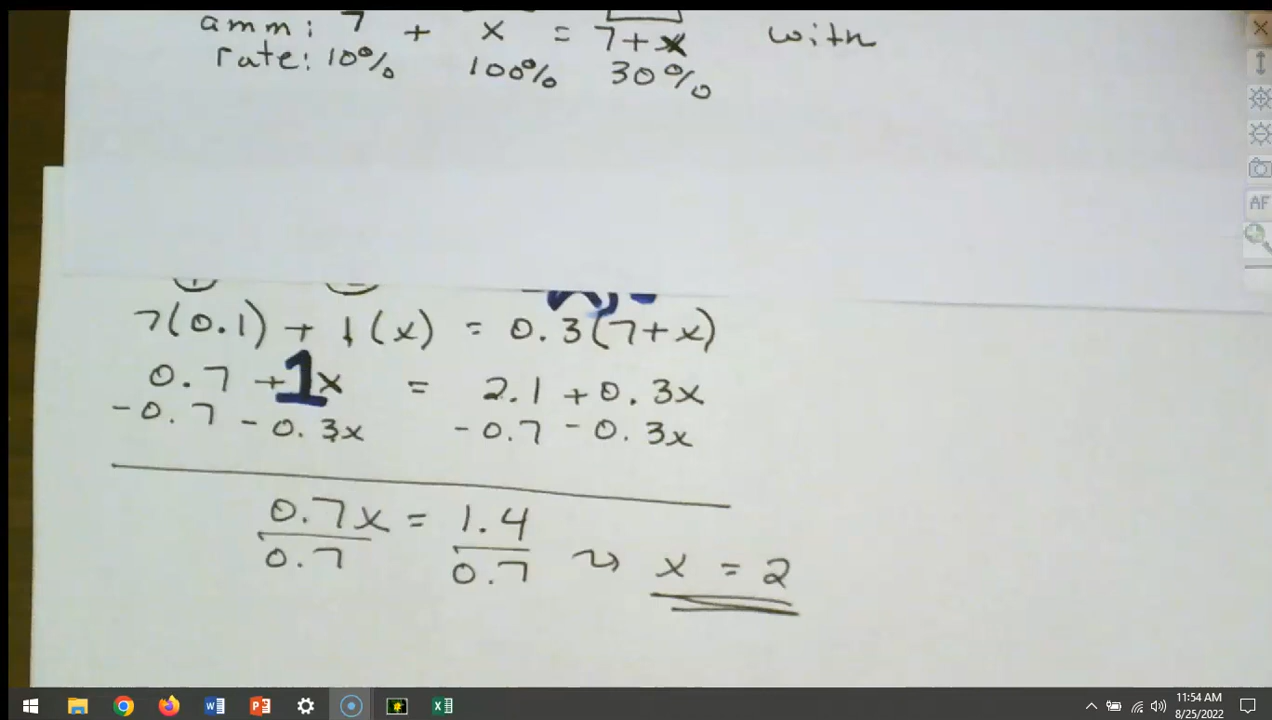 amm: 7 + x = 7+x with
rate: 10% 100% 30%
7(0.1) + 1(x) = 0.3(7+x)
0.7 + 1x = 2.1 + 0.3x
-0.7 - 0.3x -0.7 - 0.3x
0.7x = 1.4
0.7 0.7
x = 2
AF
11:54 AM
8/25/2022